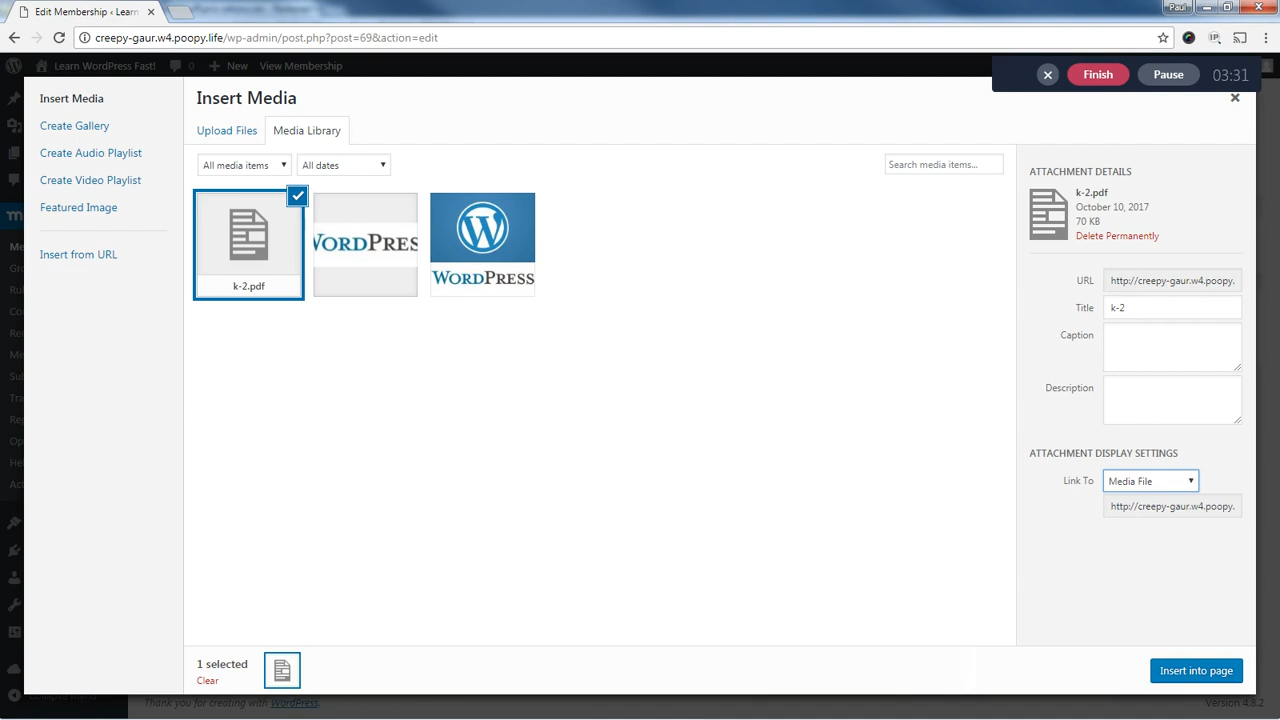 Edit Membership ‹ Learn
Paul
creepy-gaur.w4.poopy.life/wp-admin/post.php?post=69&action=edit
Learn WordPress Fast!
0
New
View Membership
Finish
Pause
03:31
Insert Media
Create Gallery
Create Audio Playlist
Create Video Playlist
Featured Image
Insert from URL
Insert Media
Upload Files
Media Library
All media items
All dates
Search media items...
k-2.pdf
WORDPRESS
WORDPRESS
ATTACHMENT DETAILS
k-2.pdf
October 10, 2017
70 KB
Delete Permanently
URL
http://creepy-gaur.w4.poopy.
Title
k-2
Caption
Description
ATTACHMENT DISPLAY SETTINGS
Link To
Media File
http://creepy-gaur.w4.poopy.
1 selected
Clear
Insert into page
Collapse menu
Thank you for creating with WordPress.
Version 4.8.2